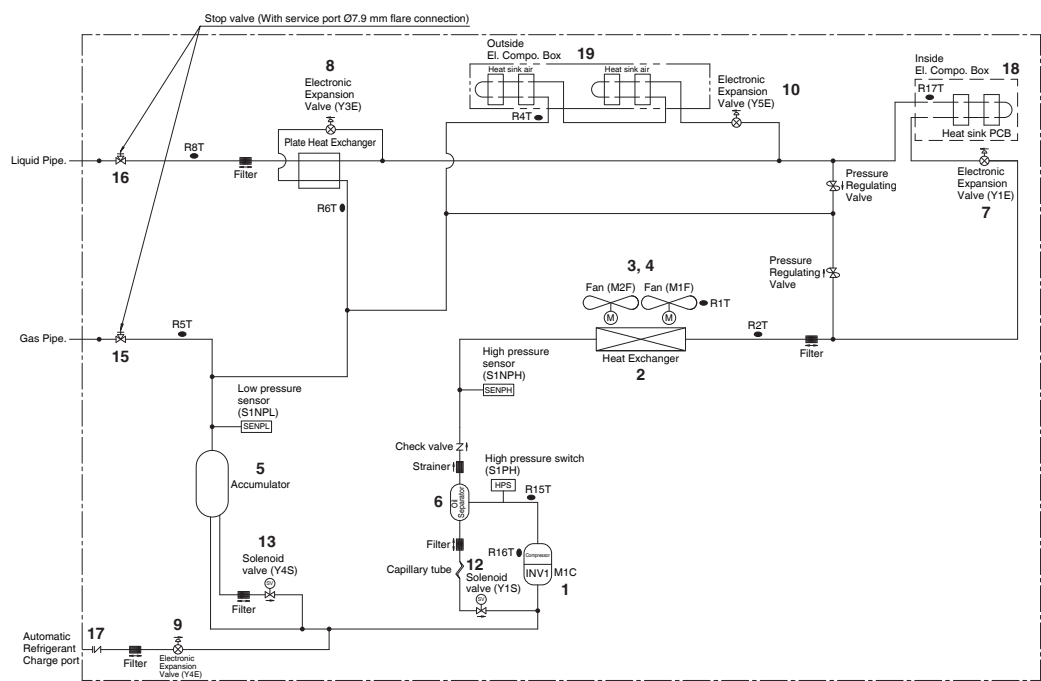 Stop valve (With service port Ø7.9 mm flare connection)
8
Electronic
Expansion
Valve (Y3E)
Plate Heat Exchanger
Outside
El. Compo. Box
19
Heat sink air
Heat sink air
R4T
Electronic
Expansion
Valve (Y5E)
10
Inside
El. Compo. Box
18
R17T
Heat sink PCB
Electronic
Expansion
Valve (Y1E)
7
Liquid Pipe.
16
R8T
Filter
R6T
Pressure
Regulating
Valve
Pressure
Regulating
Valve
3, 4
Fan (M2F)
Fan (M1F)
M
M
R1T
Heat Exchanger
2
R2T
Filter
Gas Pipe.
15
R5T
Low pressure
sensor
(S1NPL)
SENPL
High pressure
sensor
(S1NPH)
SENPH
5
Accumulator
Check valve
Strainer
6
Oil
Separator
High pressure switch
(S1PH)
HPS
R15T
Filter
Capillary tube
R16T
Compressor
INV1
M1C
1
12
Solenoid
valve (Y1S)
SV
13
Solenoid
valve (Y4S)
SV
Filter
Automatic
Refrigerant
Charge port
17
Filter
9
Electronic
Expansion
Valve (Y4E)